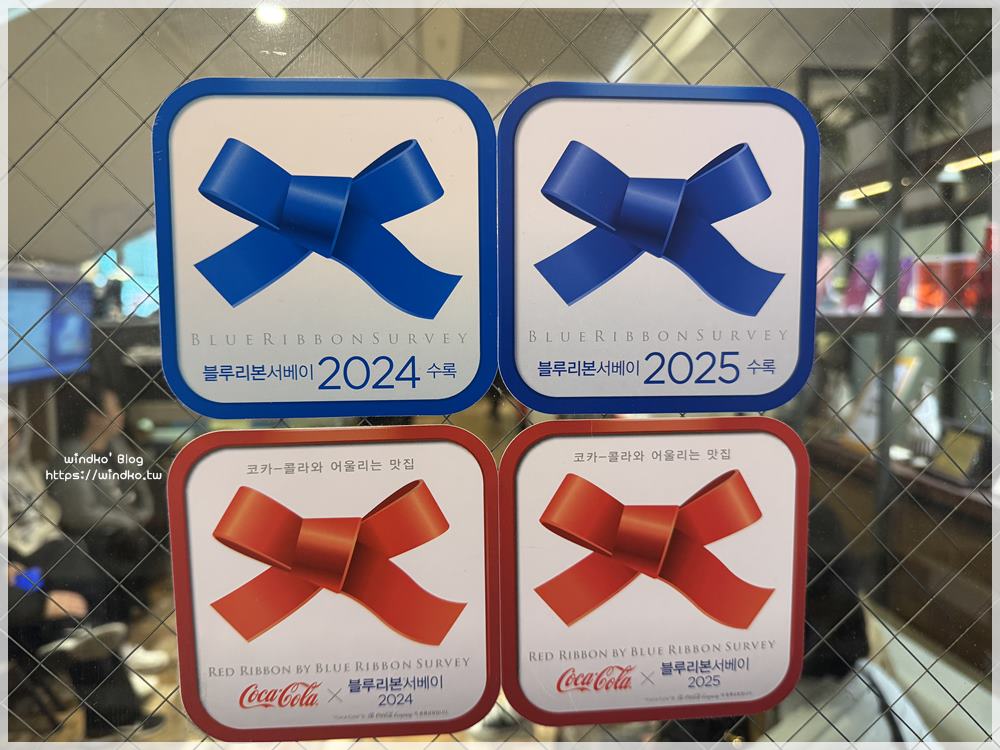 BLUE RIBBON SURVEY
블루리본서베이 2024 수록
BLUE RIBBON SURVEY
블루리본서베이 2025 수록
windko' Blog
https://windko.tw
코카-콜라와 어울리는 맛집
RED RIBBON BY BLUE RIBBON SURVEY
Coca-Cola × 블루리본서베이
2024
코카-콜라와 어울리는 맛집
RED RIBBON BY BLUE RIBBON SURVEY
Coca-Cola × 블루리본서베이
2025